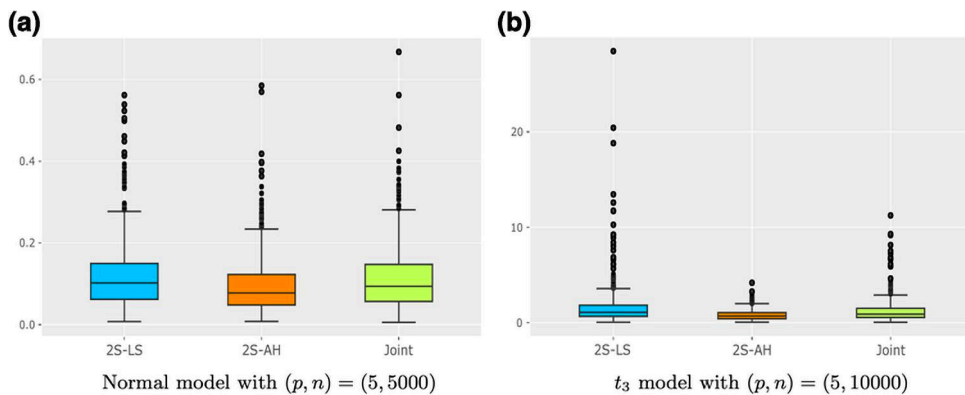 (a)
0.6
0.4
0.2
0.0
2S-LS 2S-AH Joint
Normal model with (p, n) = (5, 5000)
(b)
20
10
0
2S-LS 2S-AH Joint
t₃ model with (p, n) = (5, 10000)